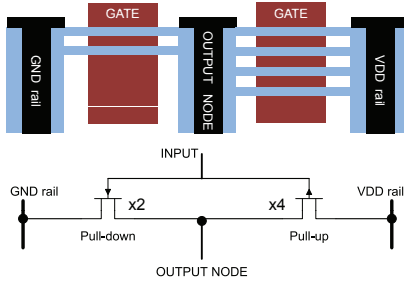 GATE
GATE
GND rail
OUTPUT NODE
VDD rail
INPUT
GND rail
x2
x4
VDD rail
Pull-down
Pull-up
OUTPUT NODE